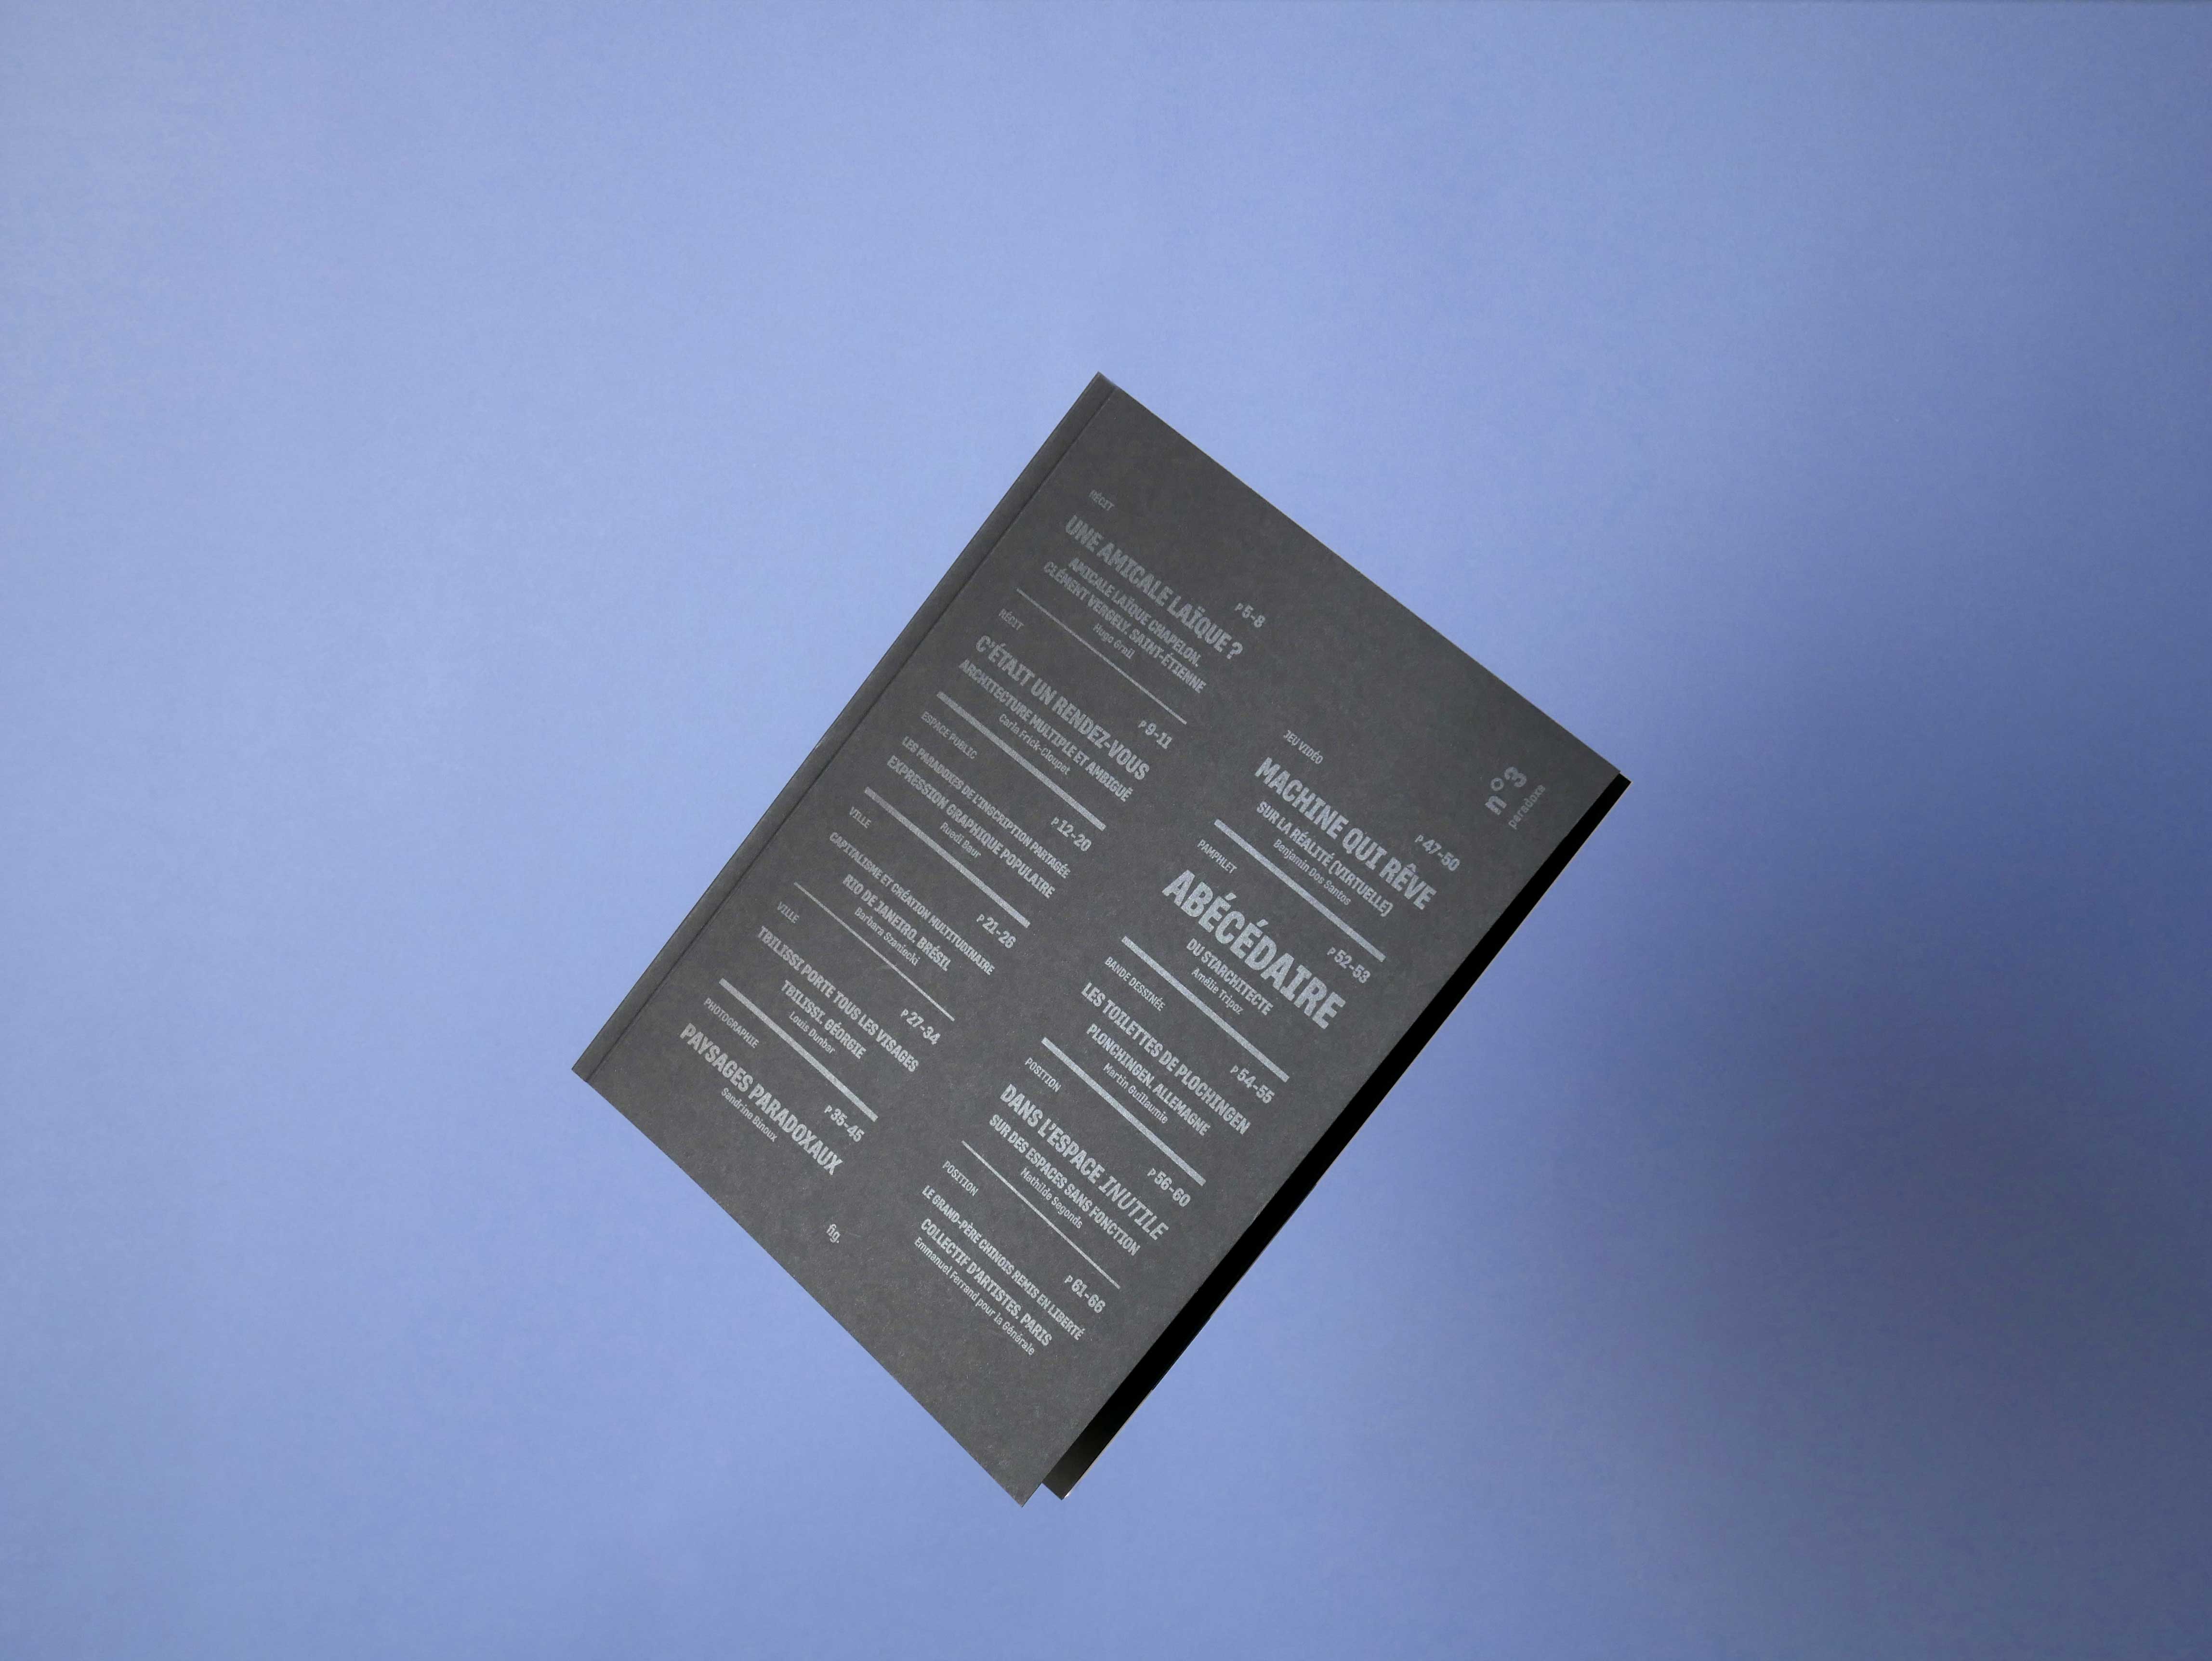 RÉCIT
p 5-8
UNE AMICALE LAÏQUE ?
AMICALE LAÏQUE CHAPELON,
CLÉMENT VERGELY, SAINT-ÉTIENNE
Hugo Grail
RÉCIT
p 9-11
C'ÉTAIT UN RENDEZ-VOUS
ARCHITECTURE MULTIPLE ET AMBIGUË
Carla Frick-Cloupet
ESPACE PUBLIC
p 12-20
LES PARADOXES DE L'INSCRIPTION PARTAGÉE
EXPRESSION GRAPHIQUE POPULAIRE
Ruedi Baur
VILLE
p 21-26
CAPITALISME ET CRÉATION MULTITUDINAIRE
RIO DE JANEIRO, BRÉSIL
Barbara Szaniecki
VILLE
p 27-34
TBILISSI PORTE TOUS LES VISAGES
TBILISSI, GÉORGIE
Louis Dunbar
PHOTOGRAPHIE
p 35-45
PAYSAGES PARADOXAUX
Sandrine Binoux
fig.
n°3
paradoxe
JEU VIDÉO
p 47-50
MACHINE QUI RÊVE
SUR LA RÉALITÉ (VIRTUELLE)
Benjamin Dos Santos
PAMPHLET
p 52-53
ABÉCÉDAIRE
DU STARCHITECTE
Amélie Tripoz
BANDE DESSINÉE
p 54-55
LES TOILETTES DE PLOCHINGEN
PLONCHINGEN, ALLEMAGNE
Martin Guillaumie
POSITION
p 56-60
DANS L'ESPACE INUTILE
SUR DES ESPACES SANS FONCTION
Mathilde Segonds
POSITION
p 61-66
LE GRAND-PÈRE CHINOIS REMIS EN LIBERTÉ
COLLECTIF D'ARTISTES, PARIS
Emmanuel Ferrand pour la Générale